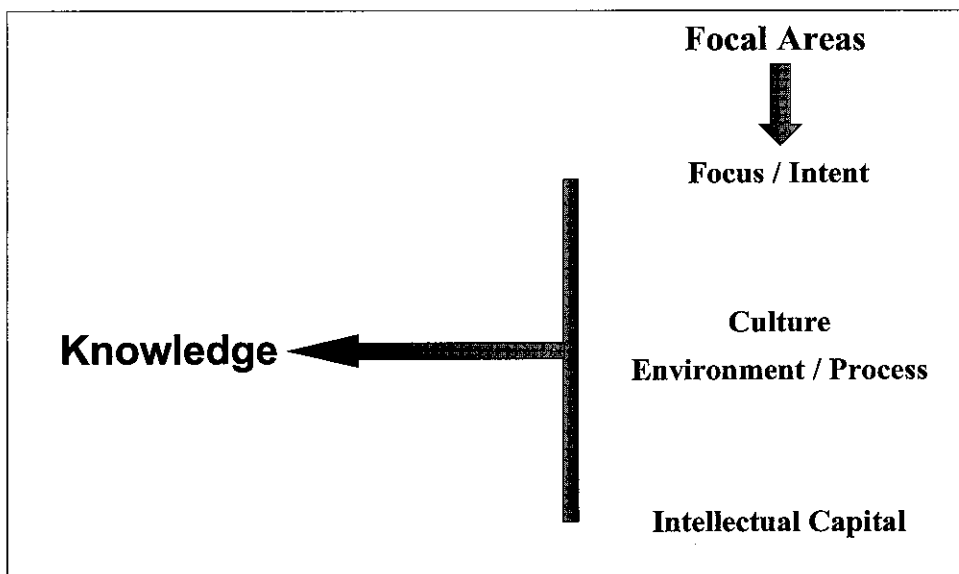 Focal Areas
Focus / Intent
Culture
Knowledge
Environment / Process
Intellectual Capital